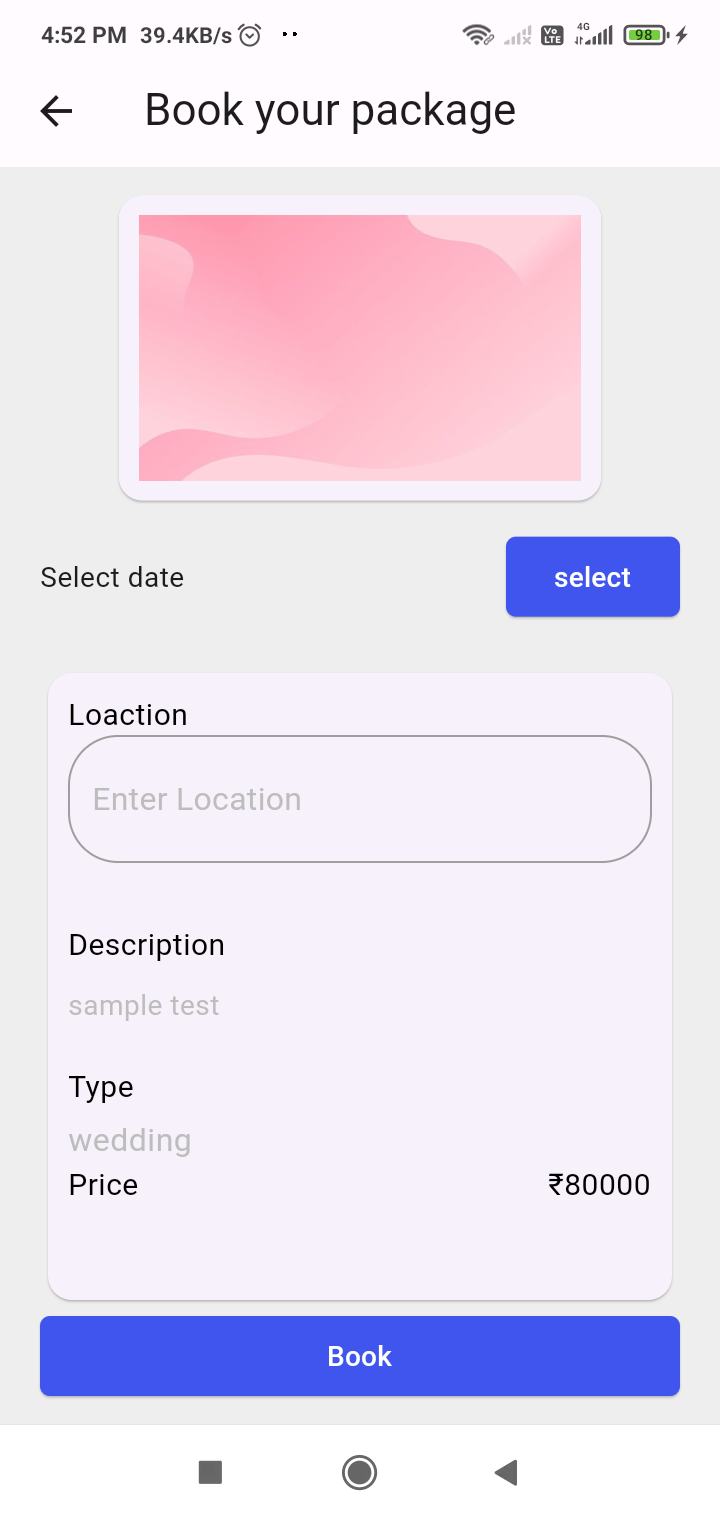 4:52 PM 39.4KB/s
Vo LTE 4G 98
Book your package
Select date
select
Loaction
Enter Location
Description
sample test
Type
wedding
Price ₹80000
Book